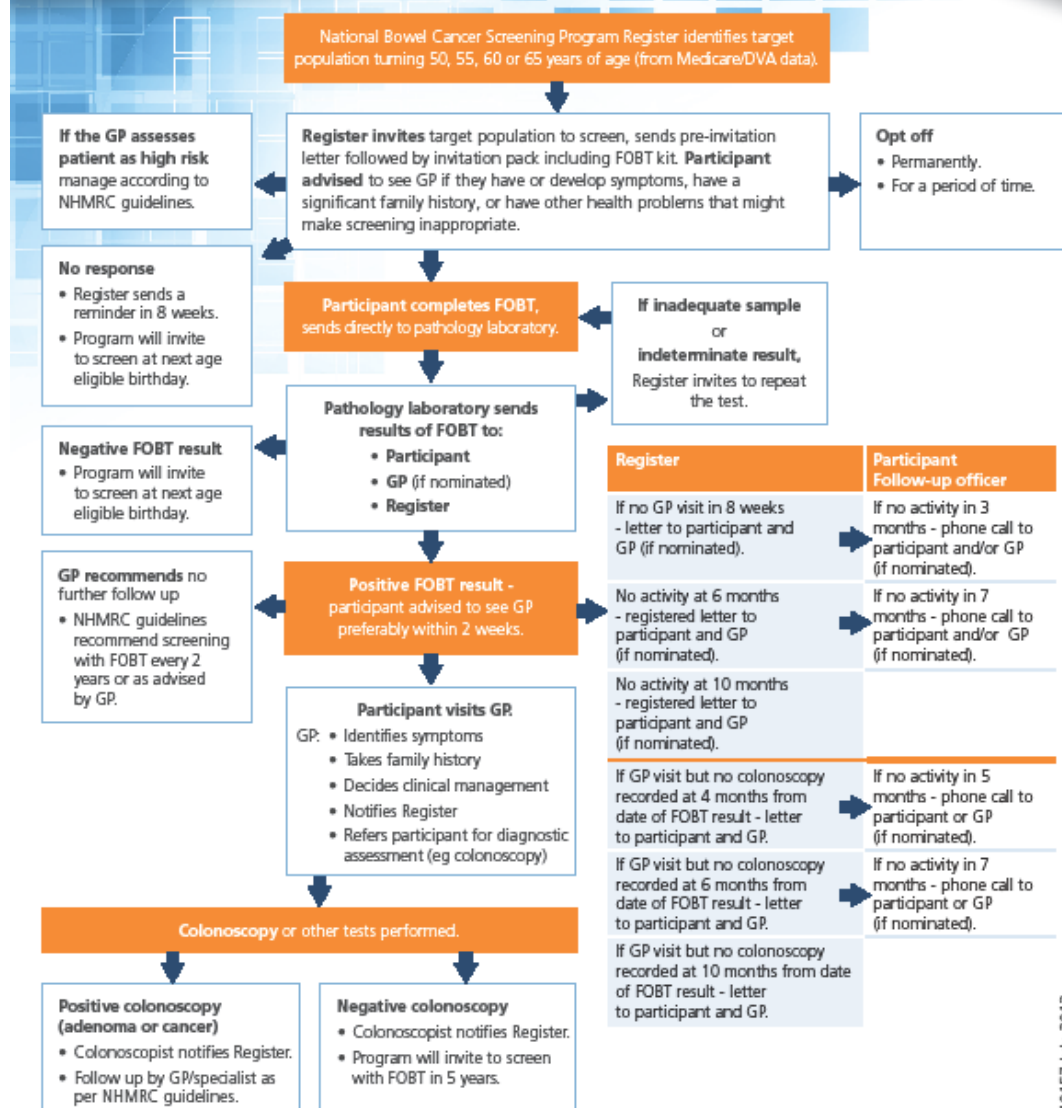 National Bowel Cancer Screening Program Register identifies target
population turning 50, 55, 60 or 65 years of age (from Medicare/DVA data).
If the GP assesses
patient as high risk
manage according to
NHMRC guidelines.
Register invites target population to screen, sends pre-invitation
letter followed by invitation pack including FOBT kit. Participant
advised to see GP if they have or develop symptoms, have a
significant family history, or have other health problems that might
make screening inappropriate.
Opt off
• Permanently.
• For a period of time.
No response
• Register sends a
reminder in 8 weeks.
• Program will invite
to screen at next age
eligible birthday.
Participant completes FOBT,
sends directly to pathology laboratory.
If inadequate sample
or
indeterminate result,
Register invites to repeat
the test.
Pathology laboratory sends
results of FOBT to:
• Participant
• GP (if nominated)
• Register
Negative FOBT result
• Program will invite
to screen at next age
eligible birthday.
GP recommends no
further follow up
• NHMRC guidelines
recommend screening
with FOBT every 2
years or as advised
by GP.
Positive FOBT result -
participant advised to see GP
preferably within 2 weeks.
Participant visits GP.
GP: • Identifies symptoms
• Takes family history
• Decides clinical management
• Notifies Register
• Refers participant for diagnostic
assessment (eg colonoscopy)
Register
Participant
Follow-up officer
If no GP visit in 8 weeks
- letter to participant and
GP (if nominated).
If no activity in 3
months - phone call to
participant and/or GP
(if nominated).
No activity at 6 months
- registered letter to
participant and GP
(if nominated).
If no activity in 7
months - phone call to
participant and/or GP
(if nominated).
No activity at 10 months
- registered letter to
participant and GP
(if nominated).
If GP visit but no colonoscopy
recorded at 4 months from
date of FOBT result - letter
to participant and GP.
If no activity in 5
months - phone call to
participant or GP
(if nominated).
If GP visit but no colonoscopy
recorded at 6 months from
date of FOBT result - letter
to participant and GP.
If no activity in 7
months - phone call to
participant or GP
(if nominated).
If GP visit but no colonoscopy
recorded at 10 months from date
of FOBT result - letter
to participant and GP.
Colonoscopy or other tests performed.
Positive colonoscopy
(adenoma or cancer)
• Colonoscopist notifies Register.
• Follow up by GP/specialist as
per NHMRC guidelines.
Negative colonoscopy
• Colonoscopist notifies Register.
• Program will invite to screen
with FOBT in 5 years.